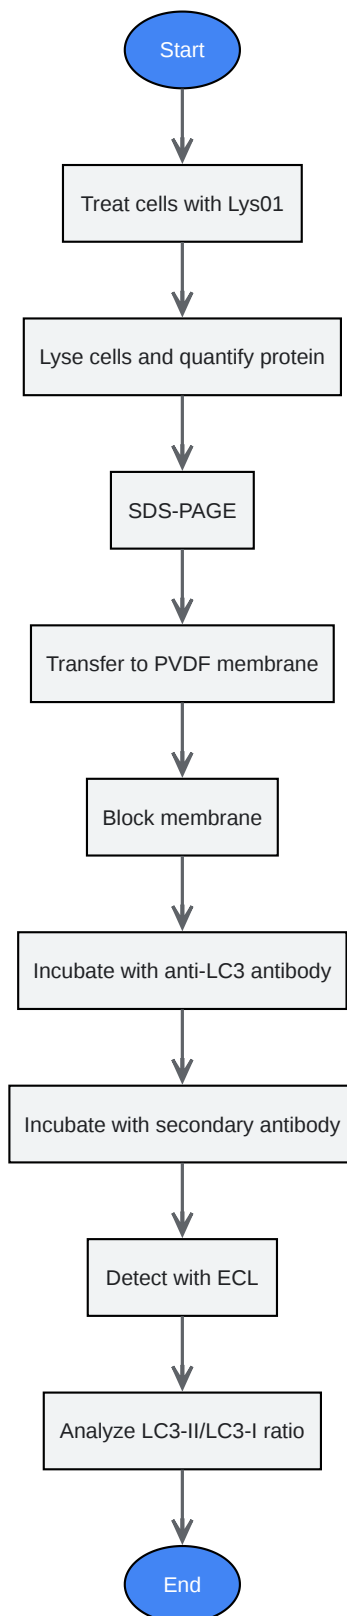 Start
Treat cells with Lys01
Lyse cells and quantify protein
SDS-PAGE
Transfer to PVDF membrane
Block membrane
Incubate with anti-LC3 antibody
Incubate with secondary antibody
Detect with ECL
Analyze LC3-II/LC3-I ratio
End